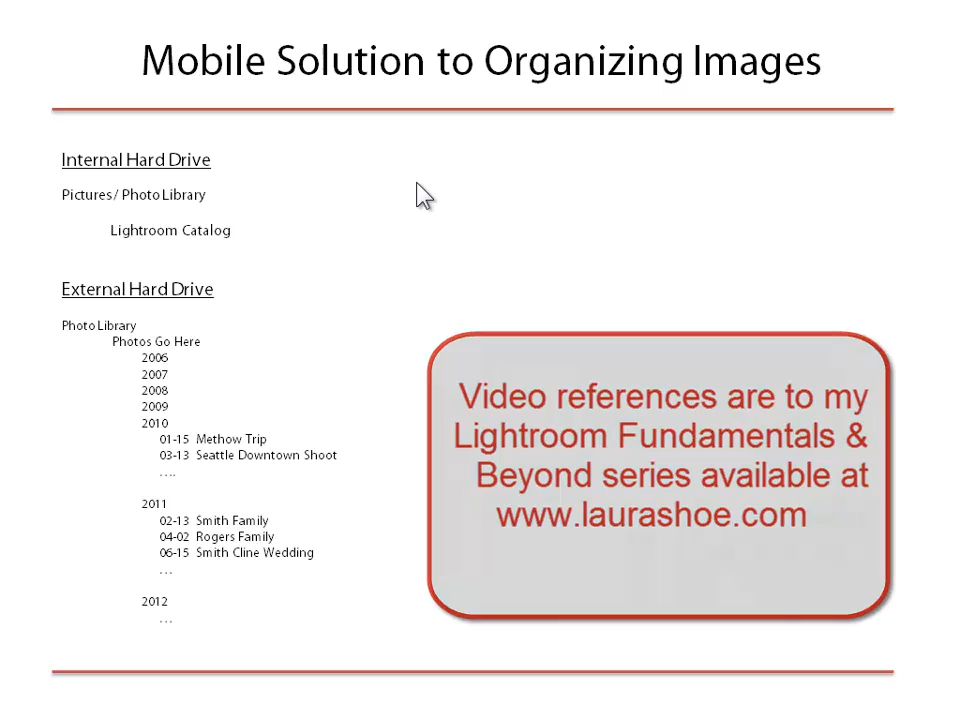 Mobile Solution to Organizing Images
Internal Hard Drive
Pictures/ Photo Library
Lightroom Catalog
External Hard Drive
Photo Library
Photos Go Here
2006
2007
2008
2009
2010
01-15 Methow Trip
03-13 Seattle Downtown Shoot
....
2011
02-13 Smith Family
04-02 Rogers Family
06-15 Smith Cline Wedding
...
2012
...
Video references are to my
Lightroom Fundamentals &
Beyond series available at
www.laurashoe.com